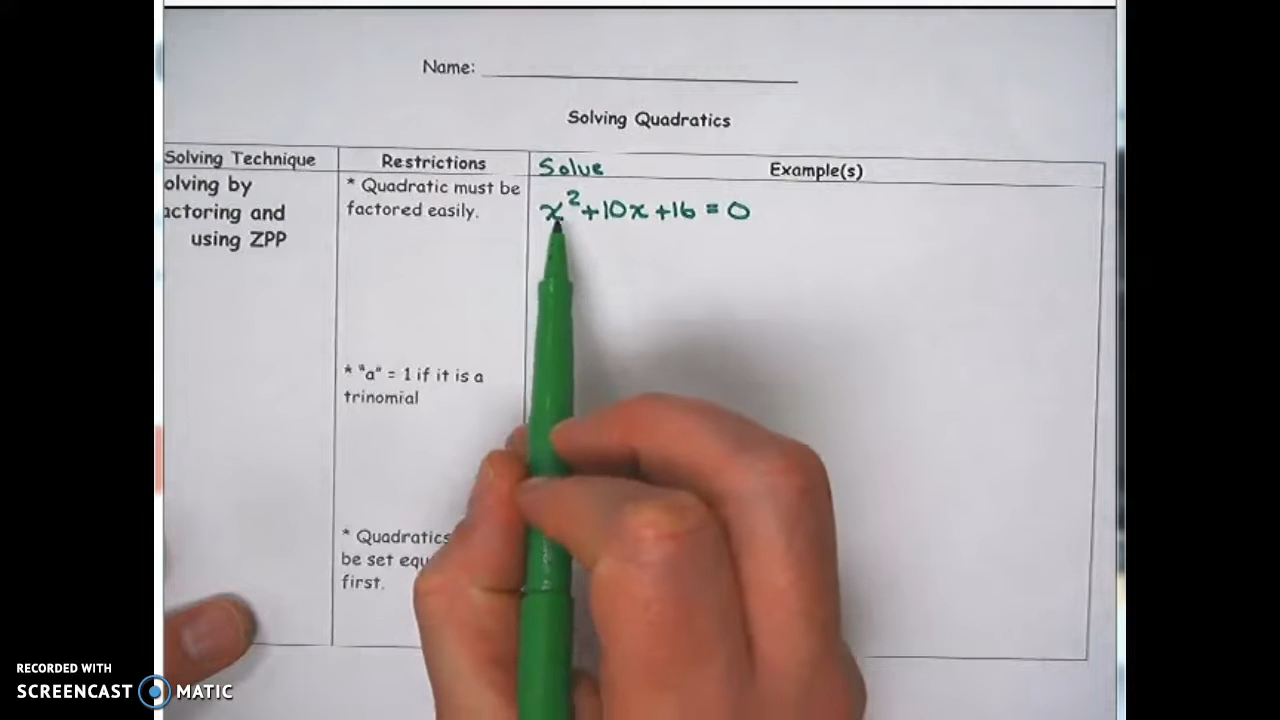 Name:
Solving Quadratics
Solving Technique
Restrictions
Solve
Example(s)
olving by
actoring and
using ZPP
* Quadratic must be
factored easily.
x²+10x+16=0
* "a" = 1 if it is a
trinomial
* Quadratics
be set equ
first.
RECORDED WITH
SCREENCAST MATIC